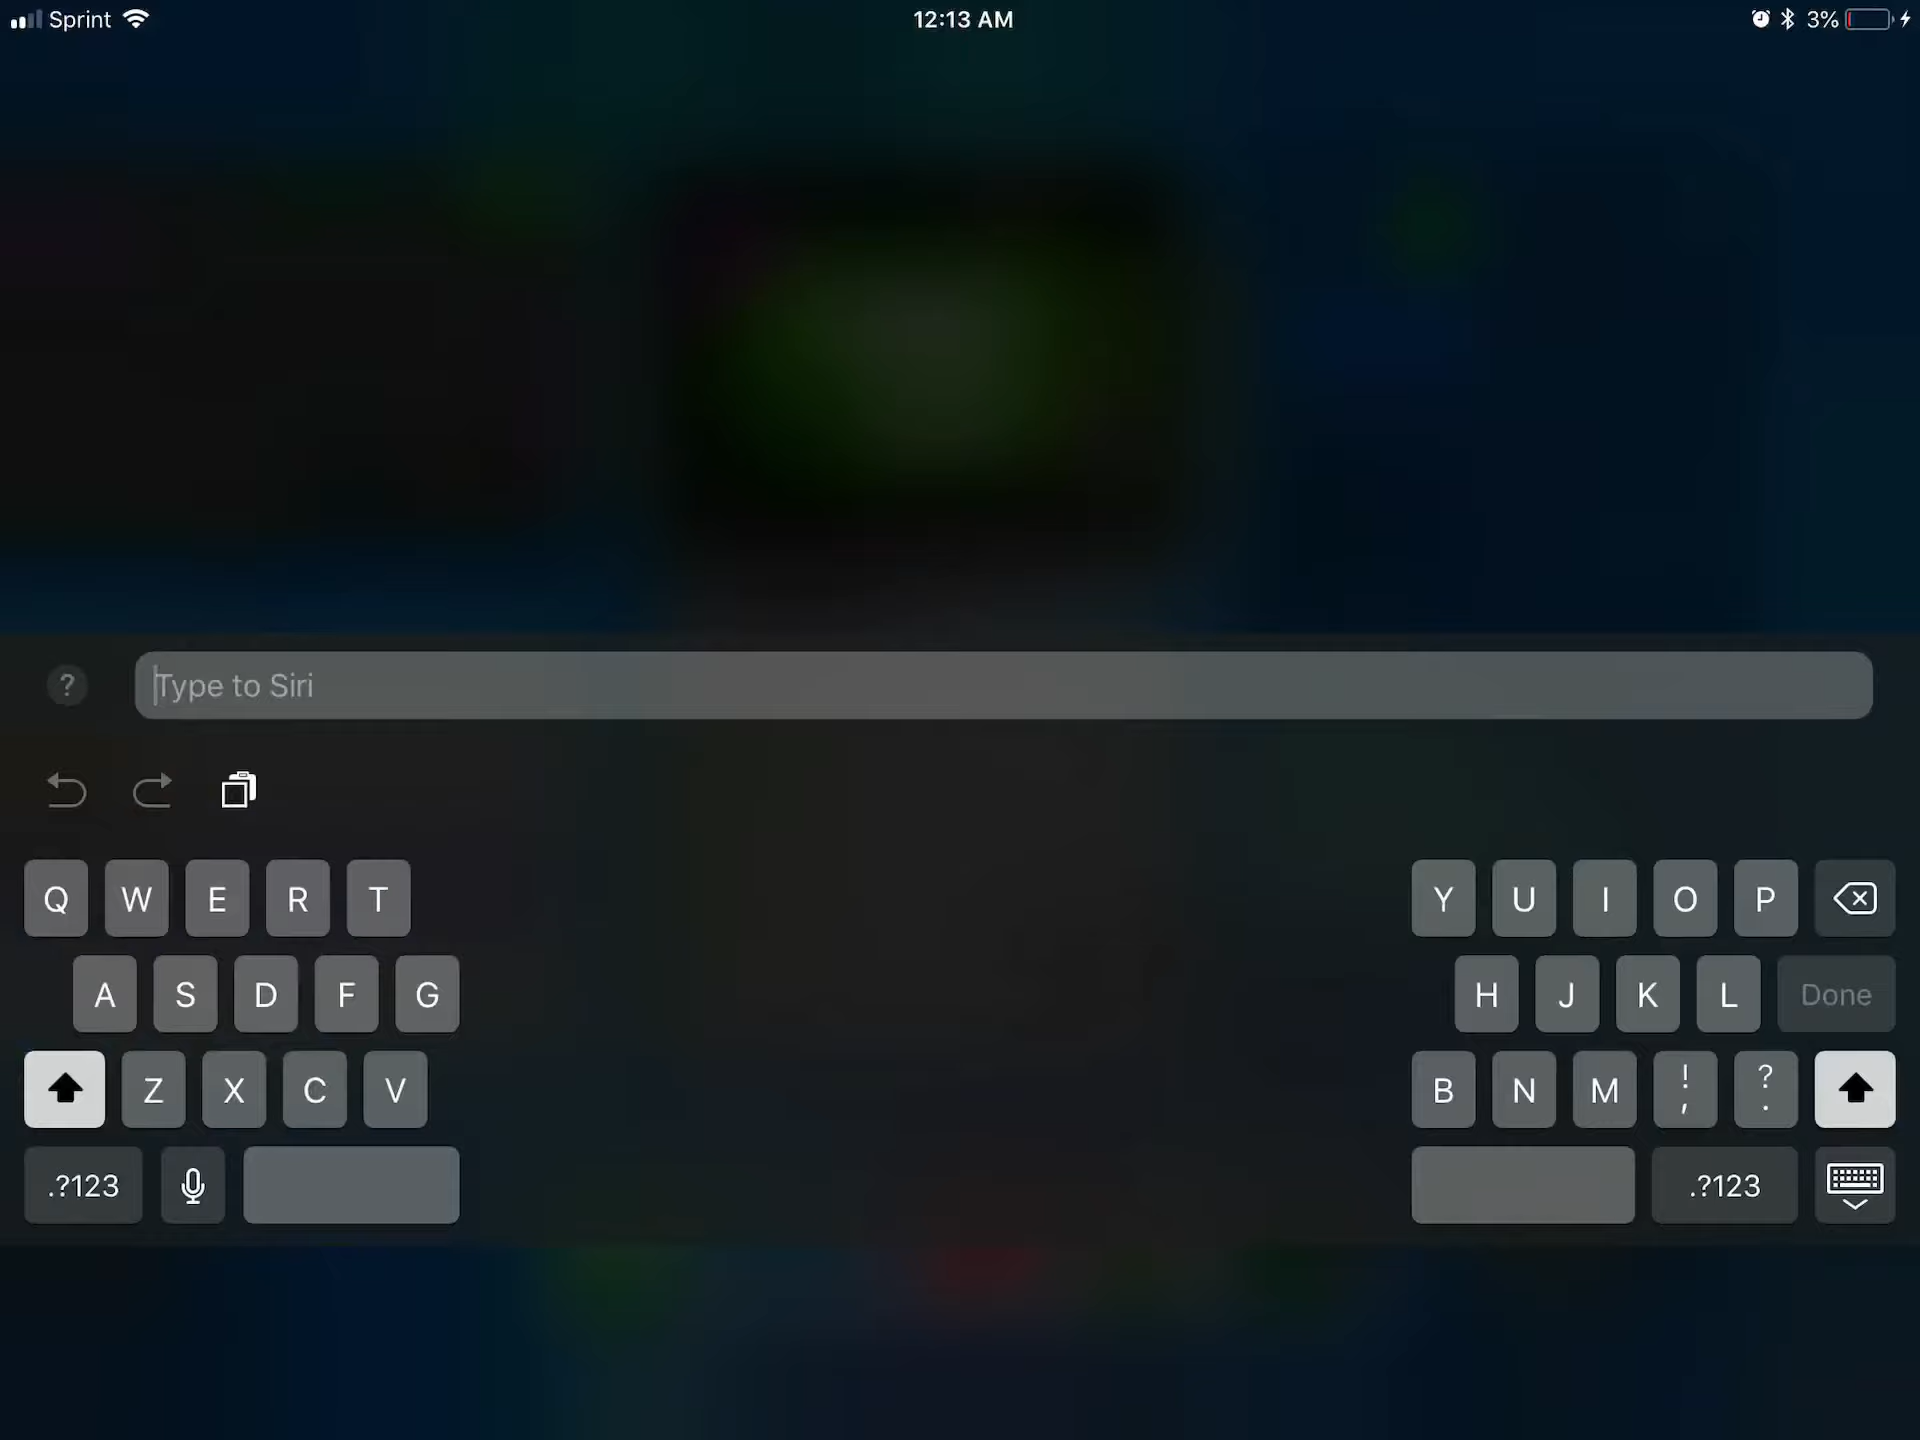 Sprint 12:13 AM 3%
? Type to Siri
Q W E R T Y U I O P
A S D F G H J K L Done
Z X C V B N M ! , ? .
.?123 .?123